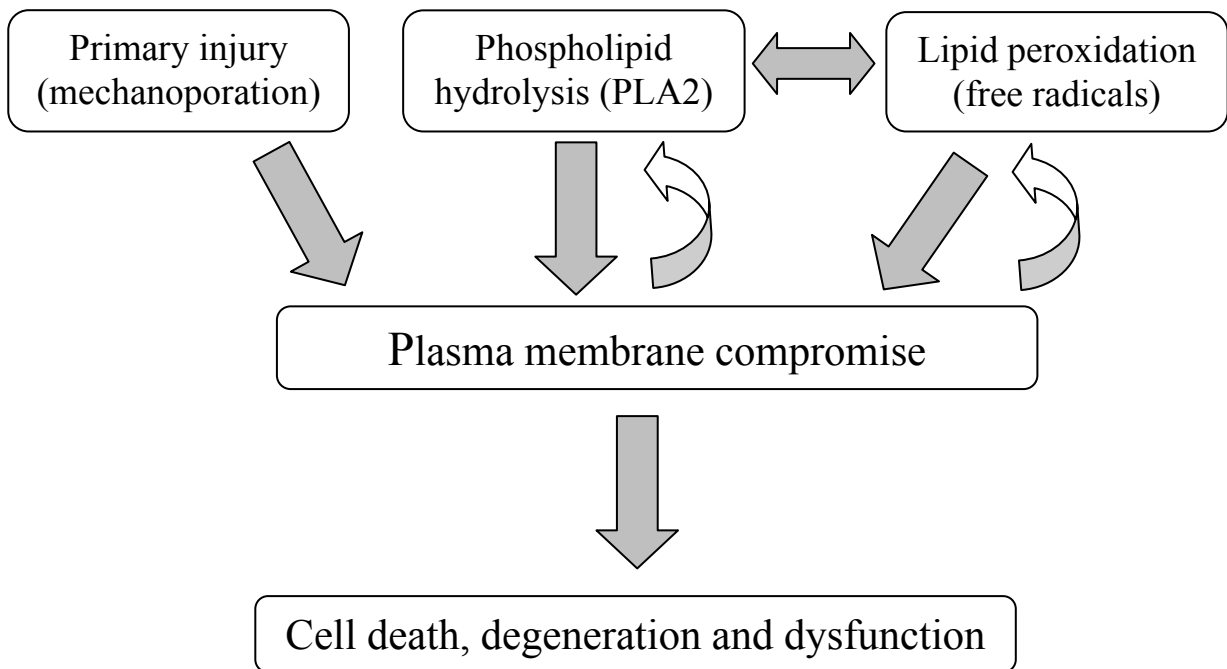 Primary injury
(mechanoporation)
Phospholipid
hydrolysis (PLA2)
Lipid peroxidation
(free radicals)
Plasma membrane compromise
Cell death, degeneration and dysfunction